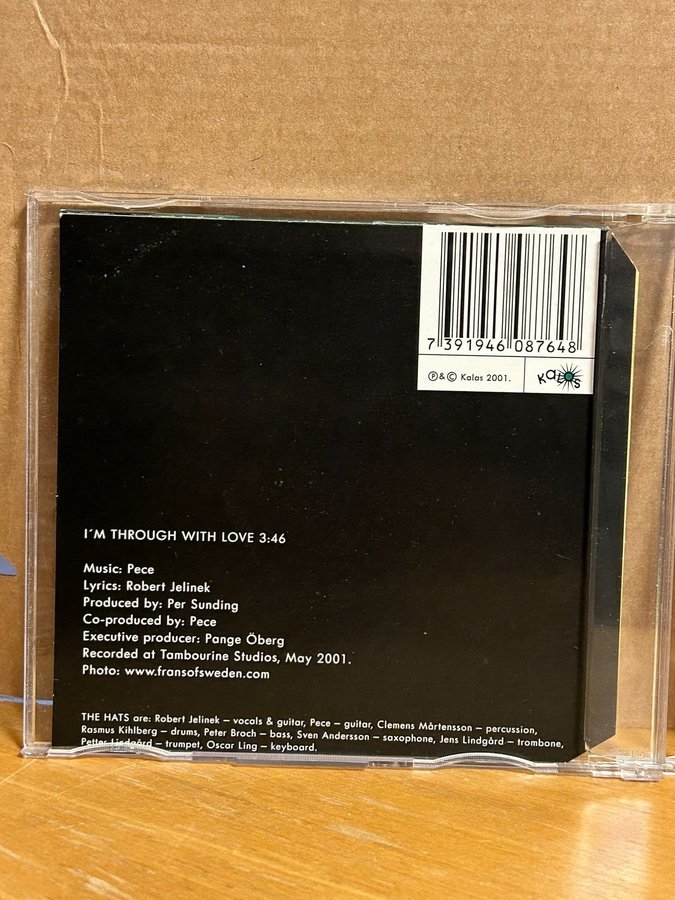 7 391946 087648
Ⓟ & © Kalas 2001.
KaLaS
I´M THROUGH WITH LOVE 3:46
Music: Pece
Lyrics: Robert Jelinek
Produced by: Per Sunding
Co-produced by: Pece
Executive producer: Pange Öberg
Recorded at Tambourine Studios, May 2001.
Photo: www.fransofsweden.com
THE HATS are: Robert Jelinek – vocals & guitar, Pece – guitar, Clemens Mårtensson – percussion,
Rasmus Kihlberg – drums, Peter Broch – bass, Sven Andersson – saxophone, Jens Lindgård – trombone,
Petter Lindgård – trumpet, Oscar Ling – keyboard.